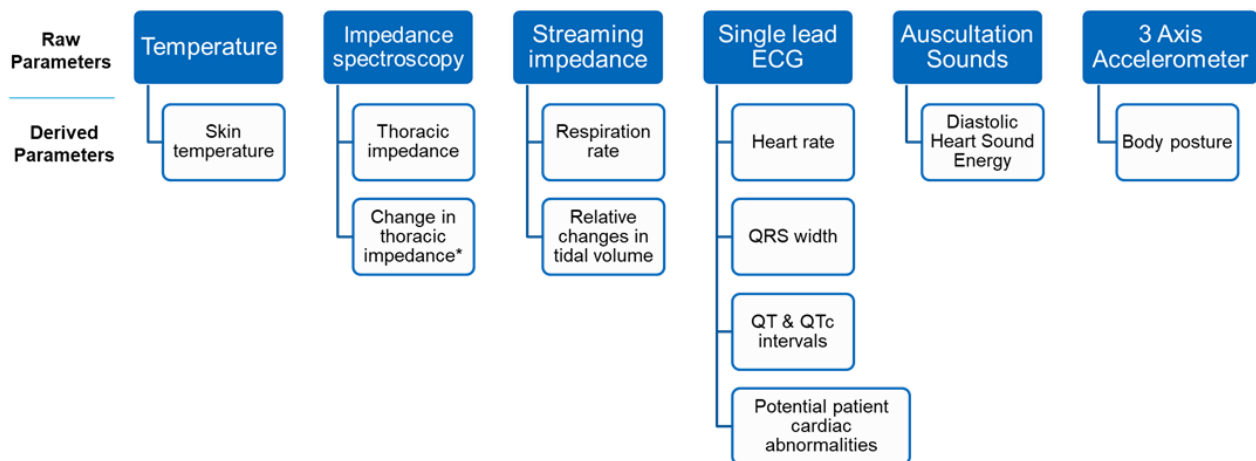 Raw
Parameters
Temperature
Impedance
spectroscopy
Streaming
impedance
Single lead
ECG
Auscultation
Sounds
3 Axis
Accelerometer
Derived
Parameters
Skin
temperature
Thoracic
impedance
Change in
thoracic
impedance*
Respiration
rate
Relative
changes in
tidal volume
Heart rate
QRS width
QT & QTc
intervals
Potential patient
cardiac
abnormalities
Diastolic
Heart Sound
Energy
Body posture